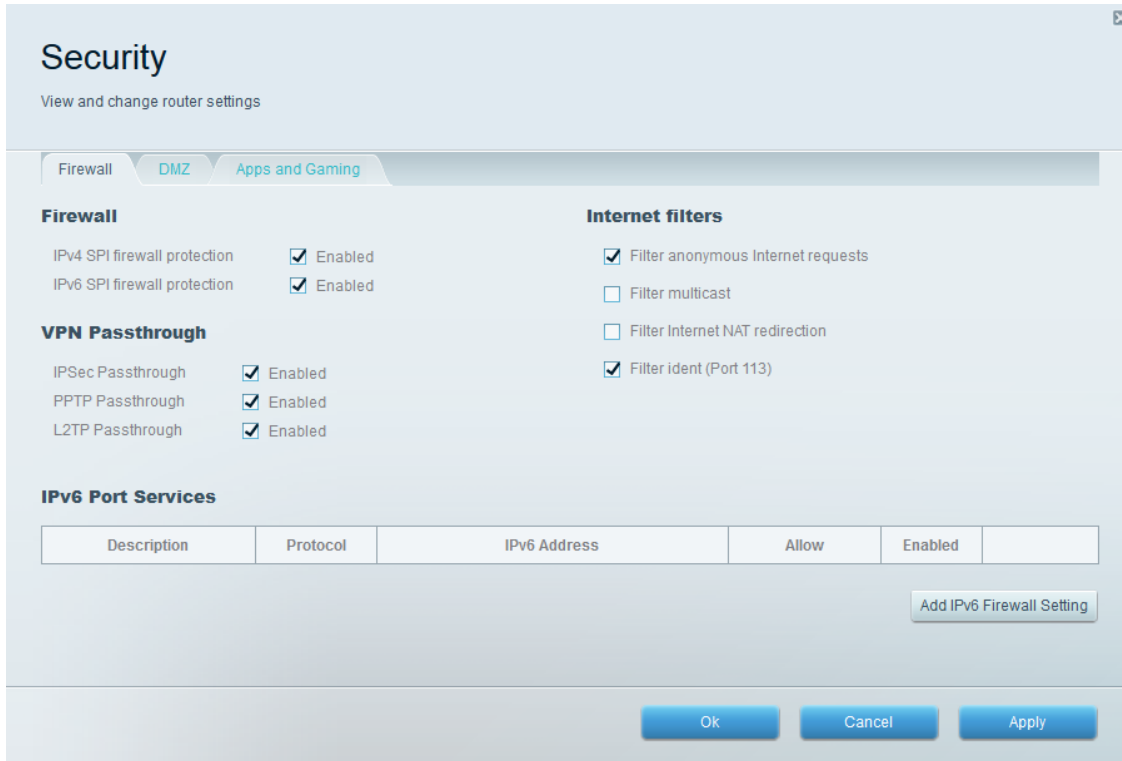 Security
View and change router settings
Firewall
DMZ
Apps and Gaming
Firewall
IPv4 SPI firewall protection
Enabled
IPv6 SPI firewall protection
Enabled
VPN Passthrough
IPSec Passthrough
Enabled
PPTP Passthrough
Enabled
L2TP Passthrough
Enabled
Internet filters
Filter anonymous Internet requests
Filter multicast
Filter Internet NAT redirection
Filter ident (Port 113)
IPv6 Port Services
Description
Protocol
IPv6 Address
Allow
Enabled
Add IPv6 Firewall Setting
Ok
Cancel
Apply